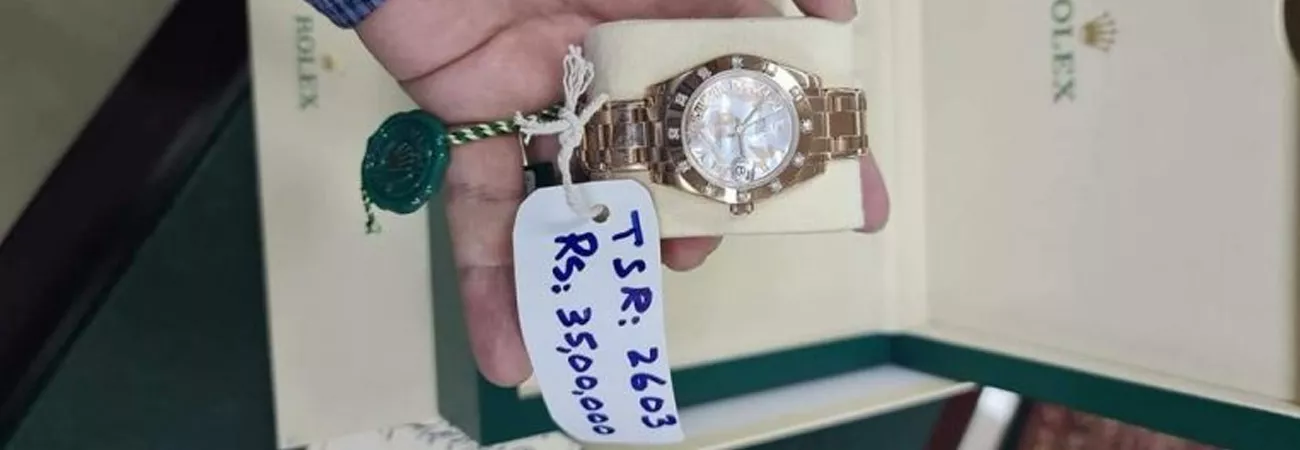 ROLEX
ROLEX
TSR: 2603
RS: 35,00,000